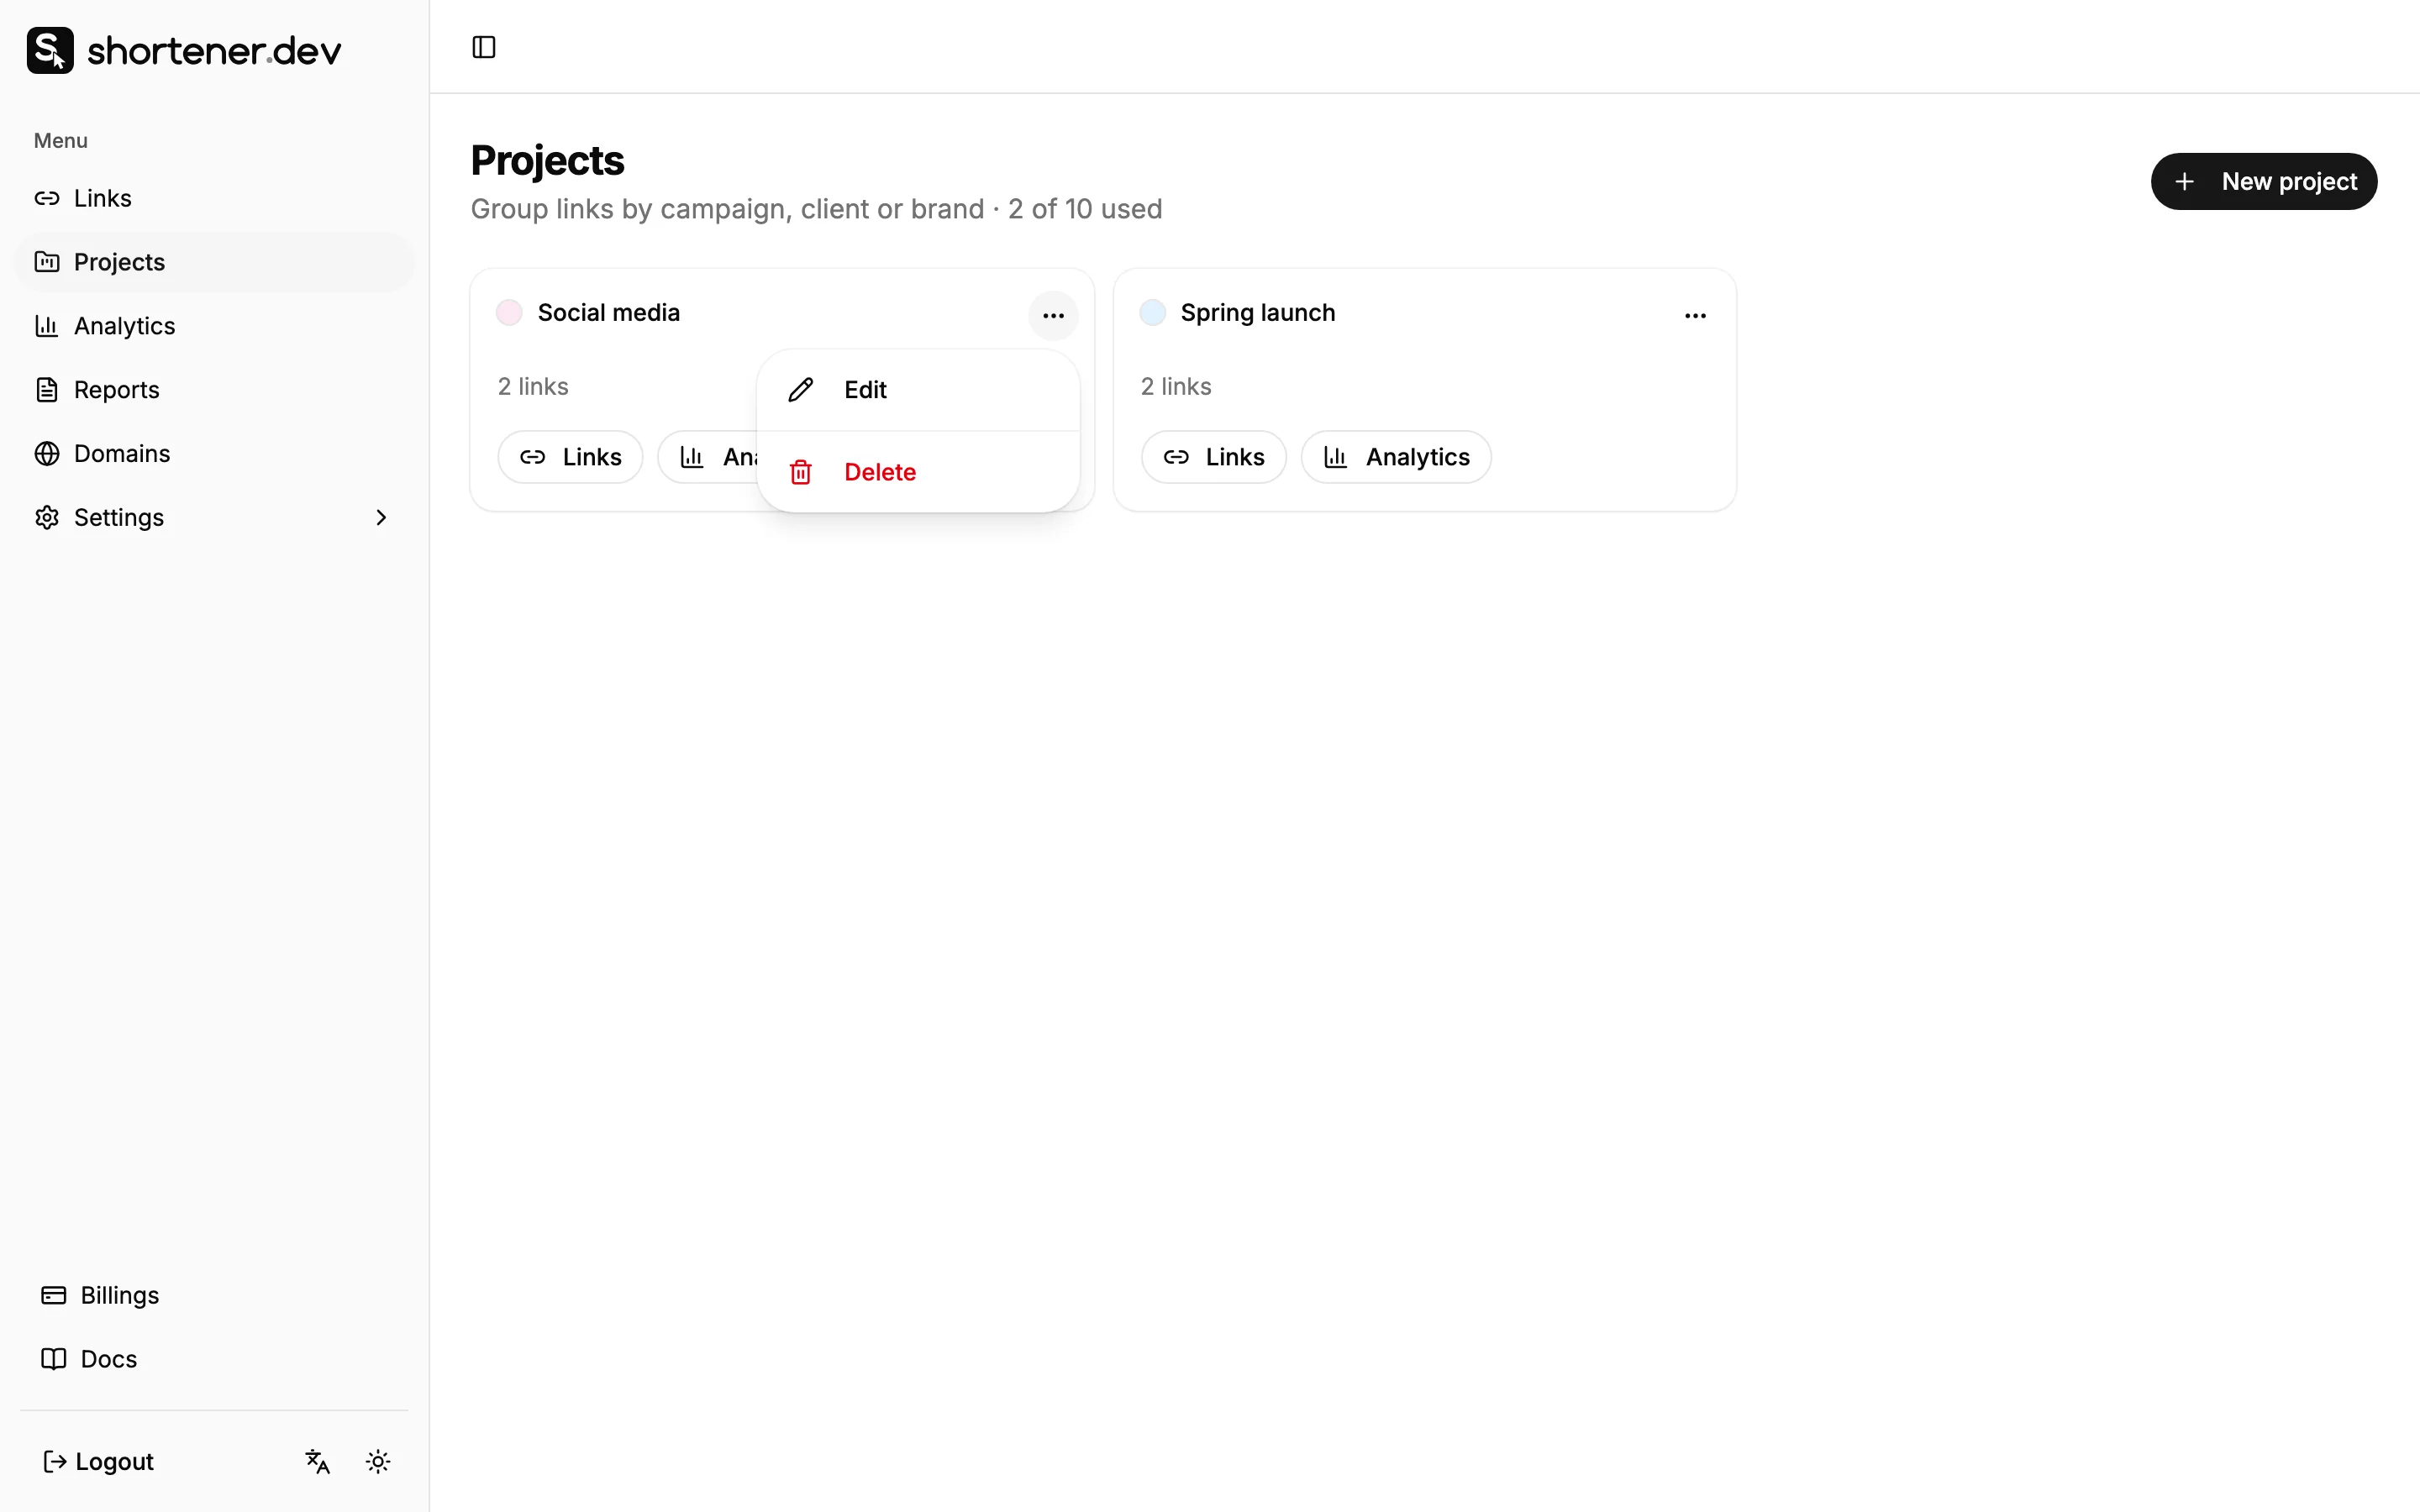 shortener.dev
Menu
Links
Projects
Analytics
Reports
Domains
Settings
Billings
Docs
Logout
Projects
Group links by campaign, client or brand · 2 of 10 used
New project
Social media
2 links
Links
Ana
Edit
Delete
Spring launch
2 links
Links
Analytics